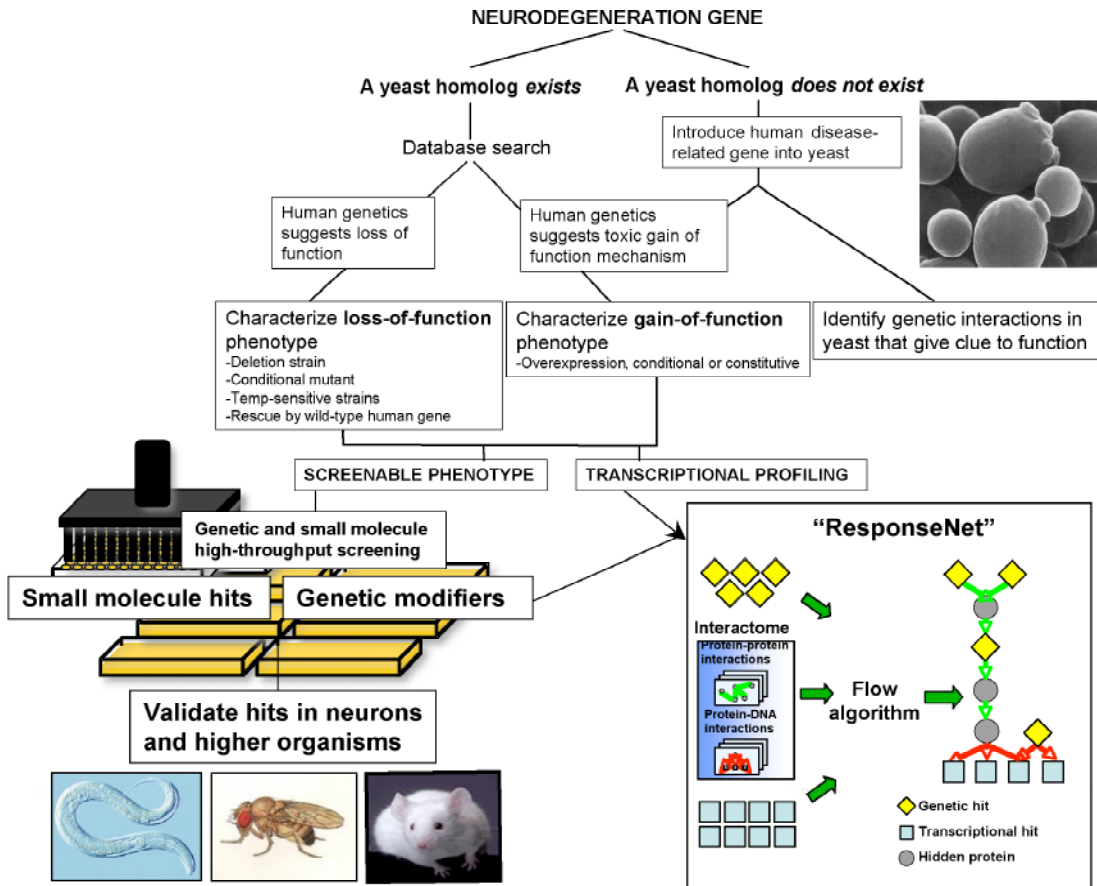 NEURODEGENERATION GENE
A yeast homolog exists
A yeast homolog does not exist
Database search
Introduce human disease-
related gene into yeast
Human genetics
suggests loss of
function
Human genetics
suggests toxic gain of
function mechanism
Characterize loss-of-function
phenotype
-Deletion strain
-Conditional mutant
-Temp-sensitive strains
-Rescue by wild-type human gene
Characterize gain-of-function
phenotype
-Overexpression, conditional or constitutive
Identify genetic interactions in
yeast that give clue to function
SCREENABLE PHENOTYPE
TRANSCRIPTIONAL PROFILING
Genetic and small molecule
high-throughput screening
Small molecule hits
Genetic modifiers
Validate hits in neurons
and higher organisms
“ResponseNet”
Interactome
Protein-protein
interactions
Protein-DNA
interactions
Flow
algorithm
Genetic hit
Transcriptional hit
Hidden protein